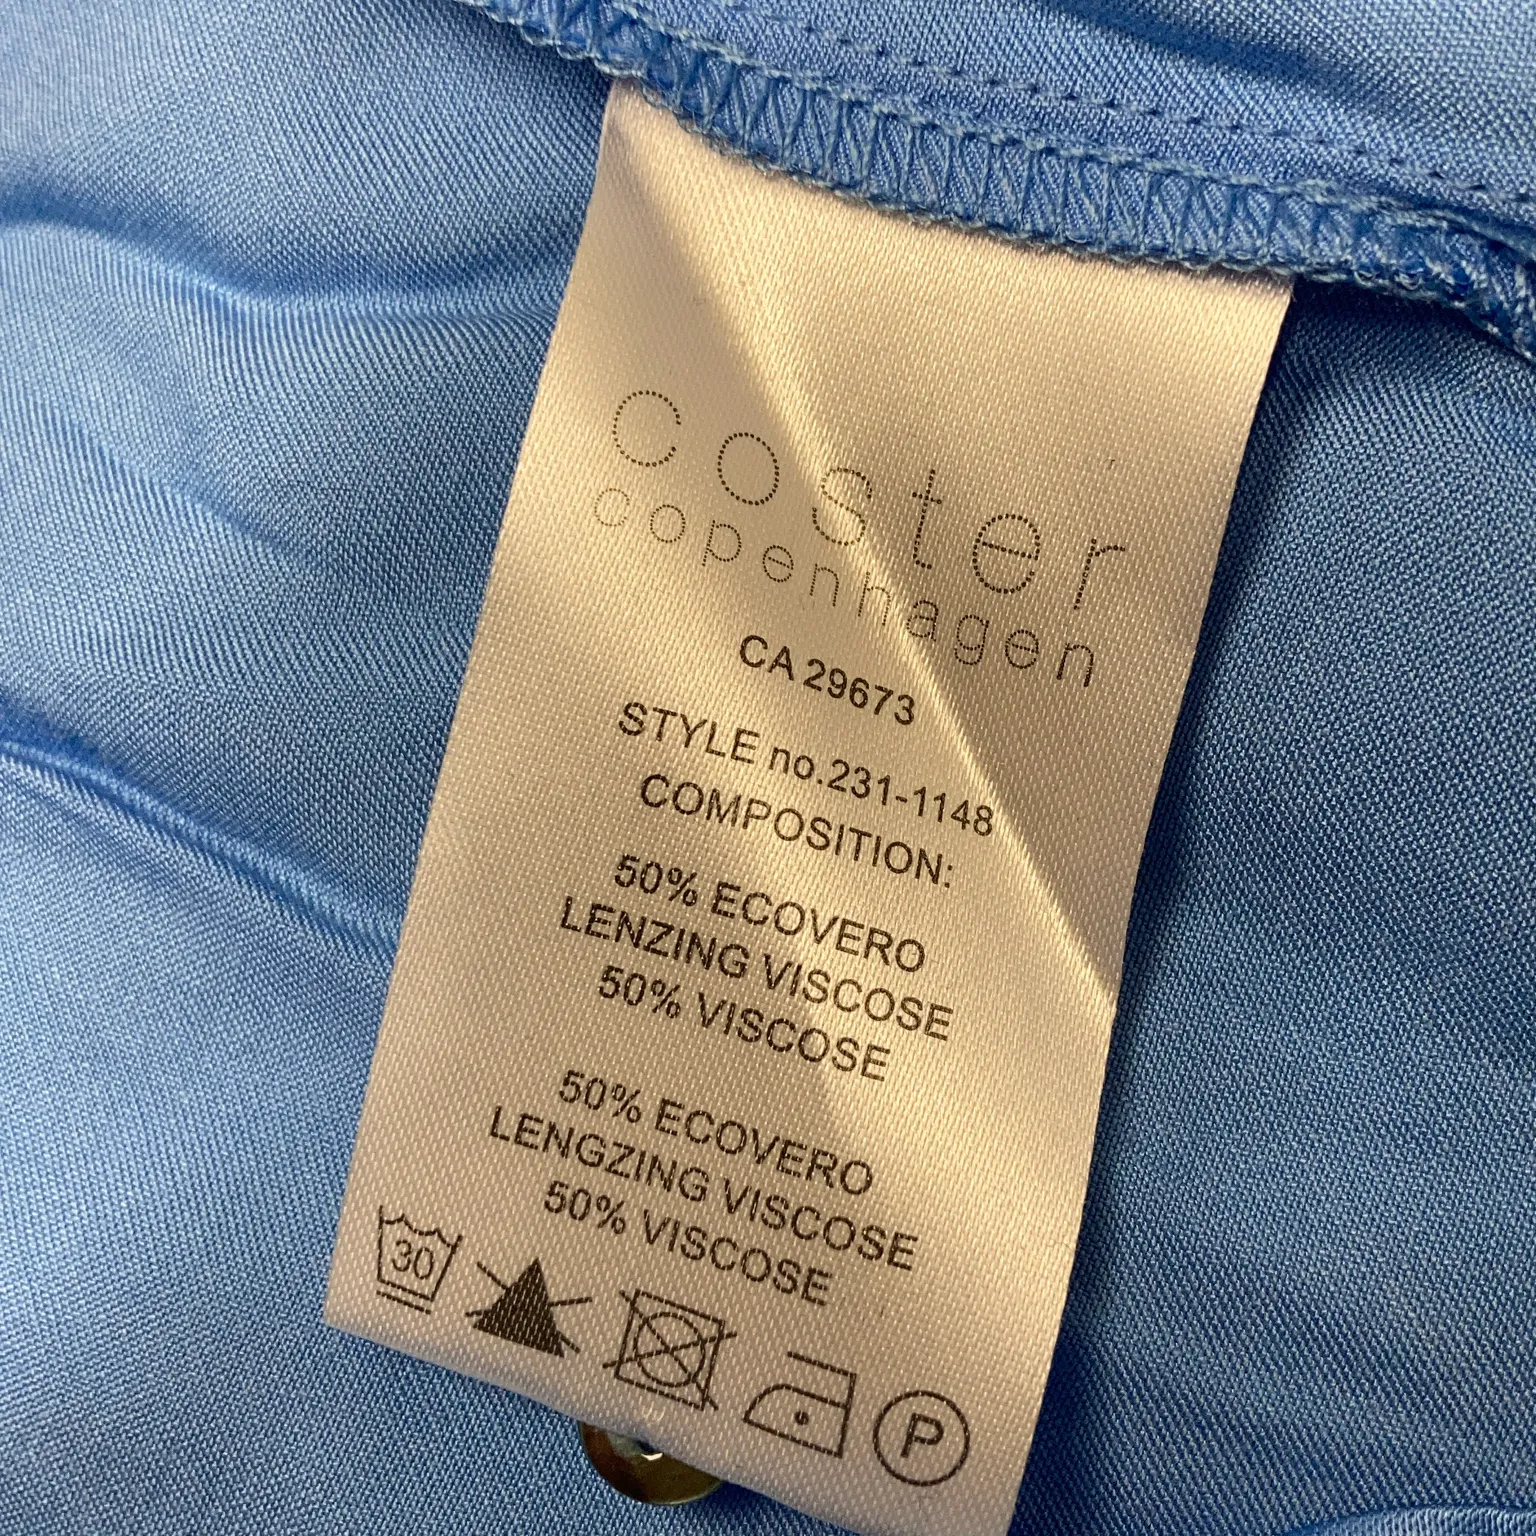 coster
copenhagen
CA 29673
STYLE no.231-1148
COMPOSITION:
50% ECOVERO
LENZING VISCOSE
50% VISCOSE
50% ECOVERO
LENGZING VISCOSE
50% VISCOSE
30
P